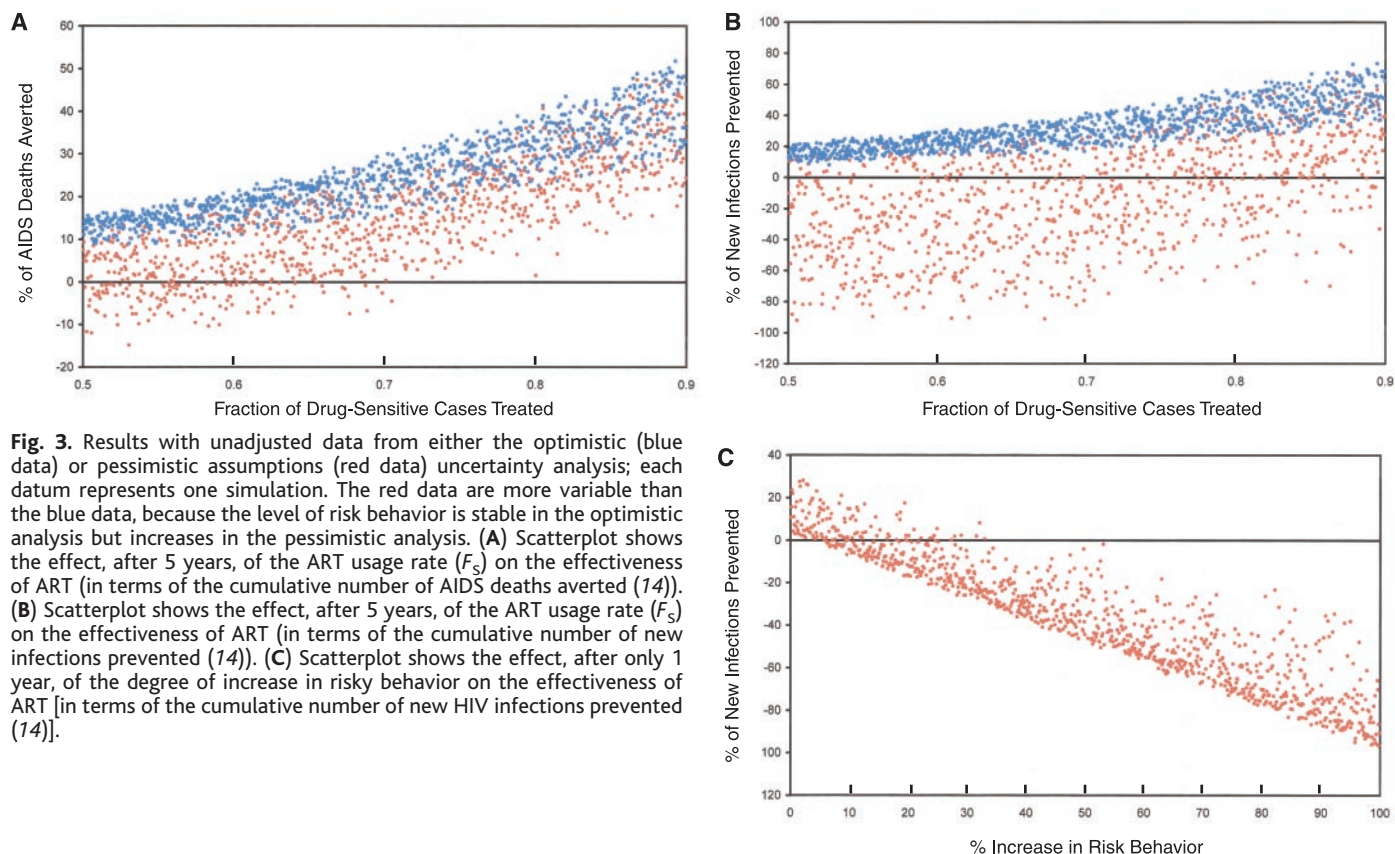 A
% of AIDS Deaths Averted
60
50
40
30
20
10
0
-10
-20
0.5 0.6 0.7 0.8 0.9
Fraction of Drug-Sensitive Cases Treated
B
% of New Infections Prevented
100
80
60
40
20
0
-20
-40
-60
-80
-100
-120
0.5 0.6 0.7 0.8 0.9
Fraction of Drug-Sensitive Cases Treated
Fig. 3. Results with unadjusted data from either the optimistic (blue
data) or pessimistic assumptions (red data) uncertainty analysis; each
datum represents one simulation. The red data are more variable than
the blue data, because the level of risk behavior is stable in the optimistic
analysis but increases in the pessimistic analysis. (A) Scatterplot shows
the effect, after 5 years, of the ART usage rate (FS) on the effectiveness
of ART (in terms of the cumulative number of AIDS deaths averted (14)).
(B) Scatterplot shows the effect, after 5 years, of the ART usage rate (FS)
on the effectiveness of ART (in terms of the cumulative number of new
infections prevented (14)). (C) Scatterplot shows the effect, after only 1
year, of the degree of increase in risky behavior on the effectiveness of
ART [in terms of the cumulative number of new HIV infections prevented
(14)].
C
% of New Infections Prevented
40
20
0
-20
-40
-60
-80
100
120
0 10 20 30 40 50 60 70 80 90 100
% Increase in Risk Behavior